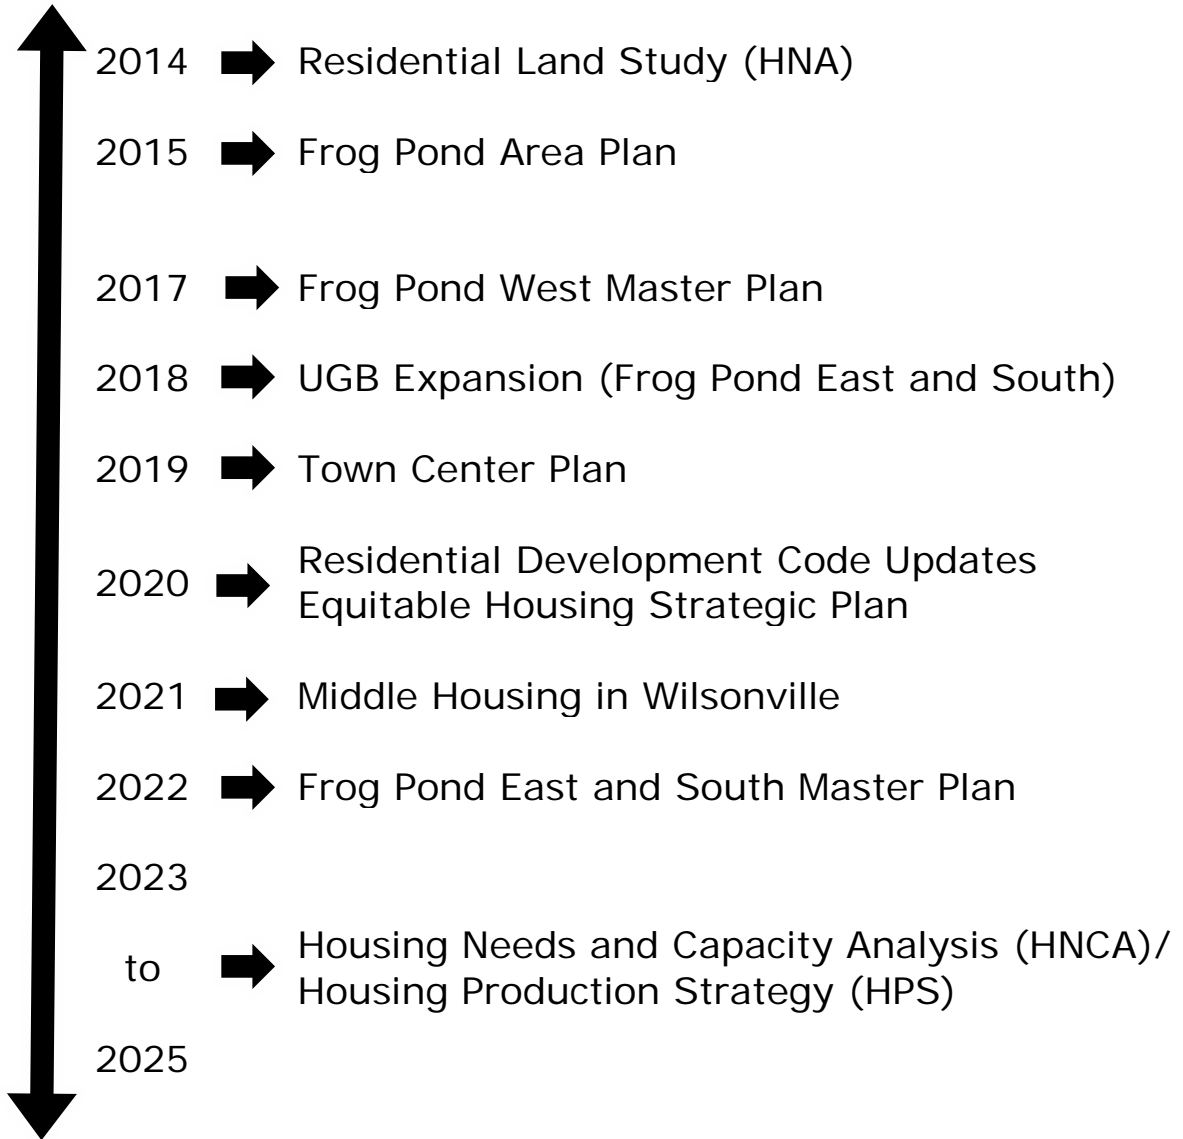 2014 Residential Land Study (HNA)
2015 Frog Pond Area Plan
2017 Frog Pond West Master Plan
2018 UGB Expansion (Frog Pond East and South)
2019 Town Center Plan
2020 Residential Development Code Updates
Equitable Housing Strategic Plan
2021 Middle Housing in Wilsonville
2022 Frog Pond East and South Master Plan
2023
to Housing Needs and Capacity Analysis (HNCA)/
Housing Production Strategy (HPS)
2025